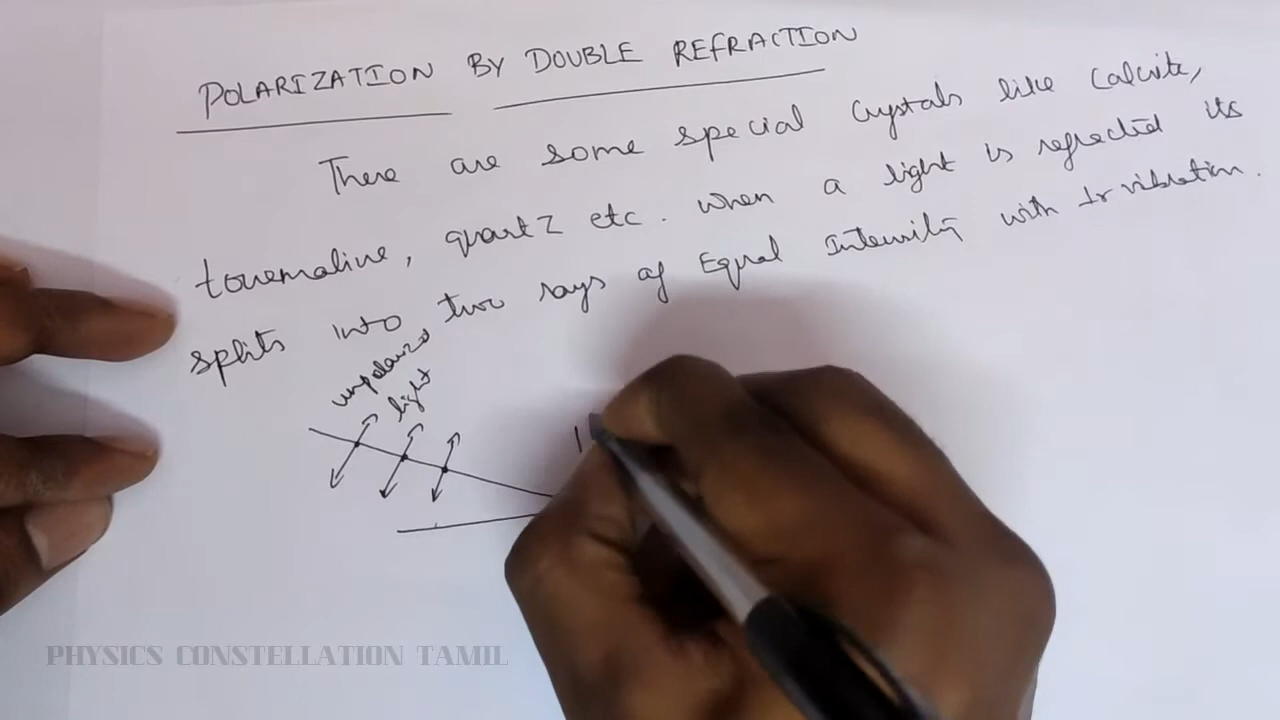 POLARIZATION BY DOUBLE REFRACTION
There are some special crystals like calcite,
tourmaline, quartz etc. when a light is refracted its
splits into two rays of Equal Intensity with ⊥r vibration.
light
PHYSICS CONSTELLATION TAMIL